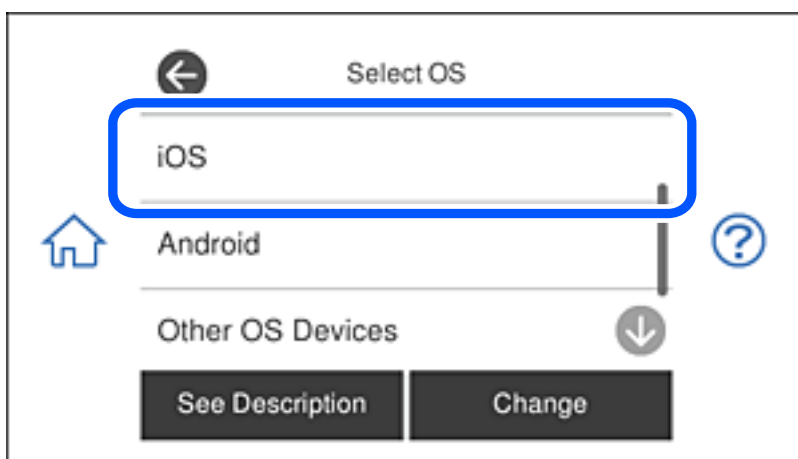 Select OS
iOS
Android
Other OS Devices
See Description Change